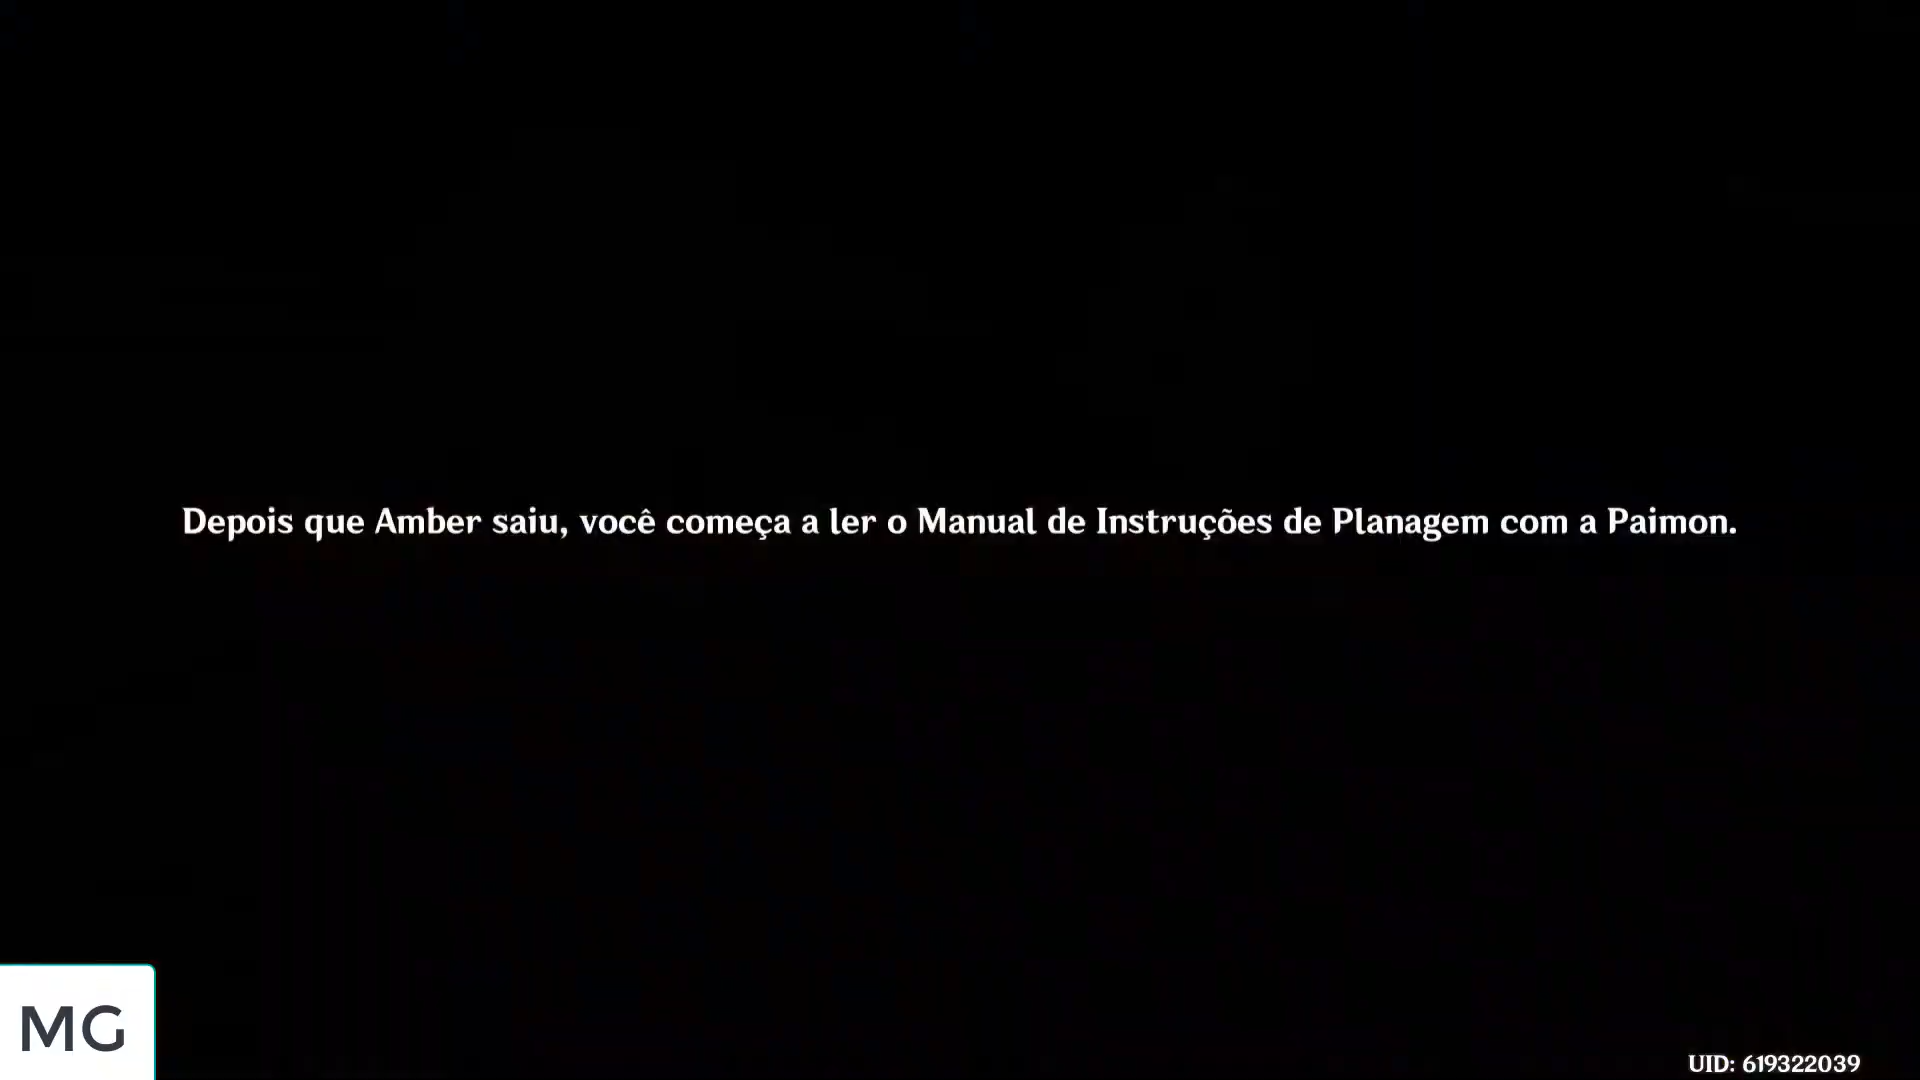 Depois que Amber saiu, você começa a ler o Manual de Instruções de Planagem com a Paimon.
MG
UID: 619322039